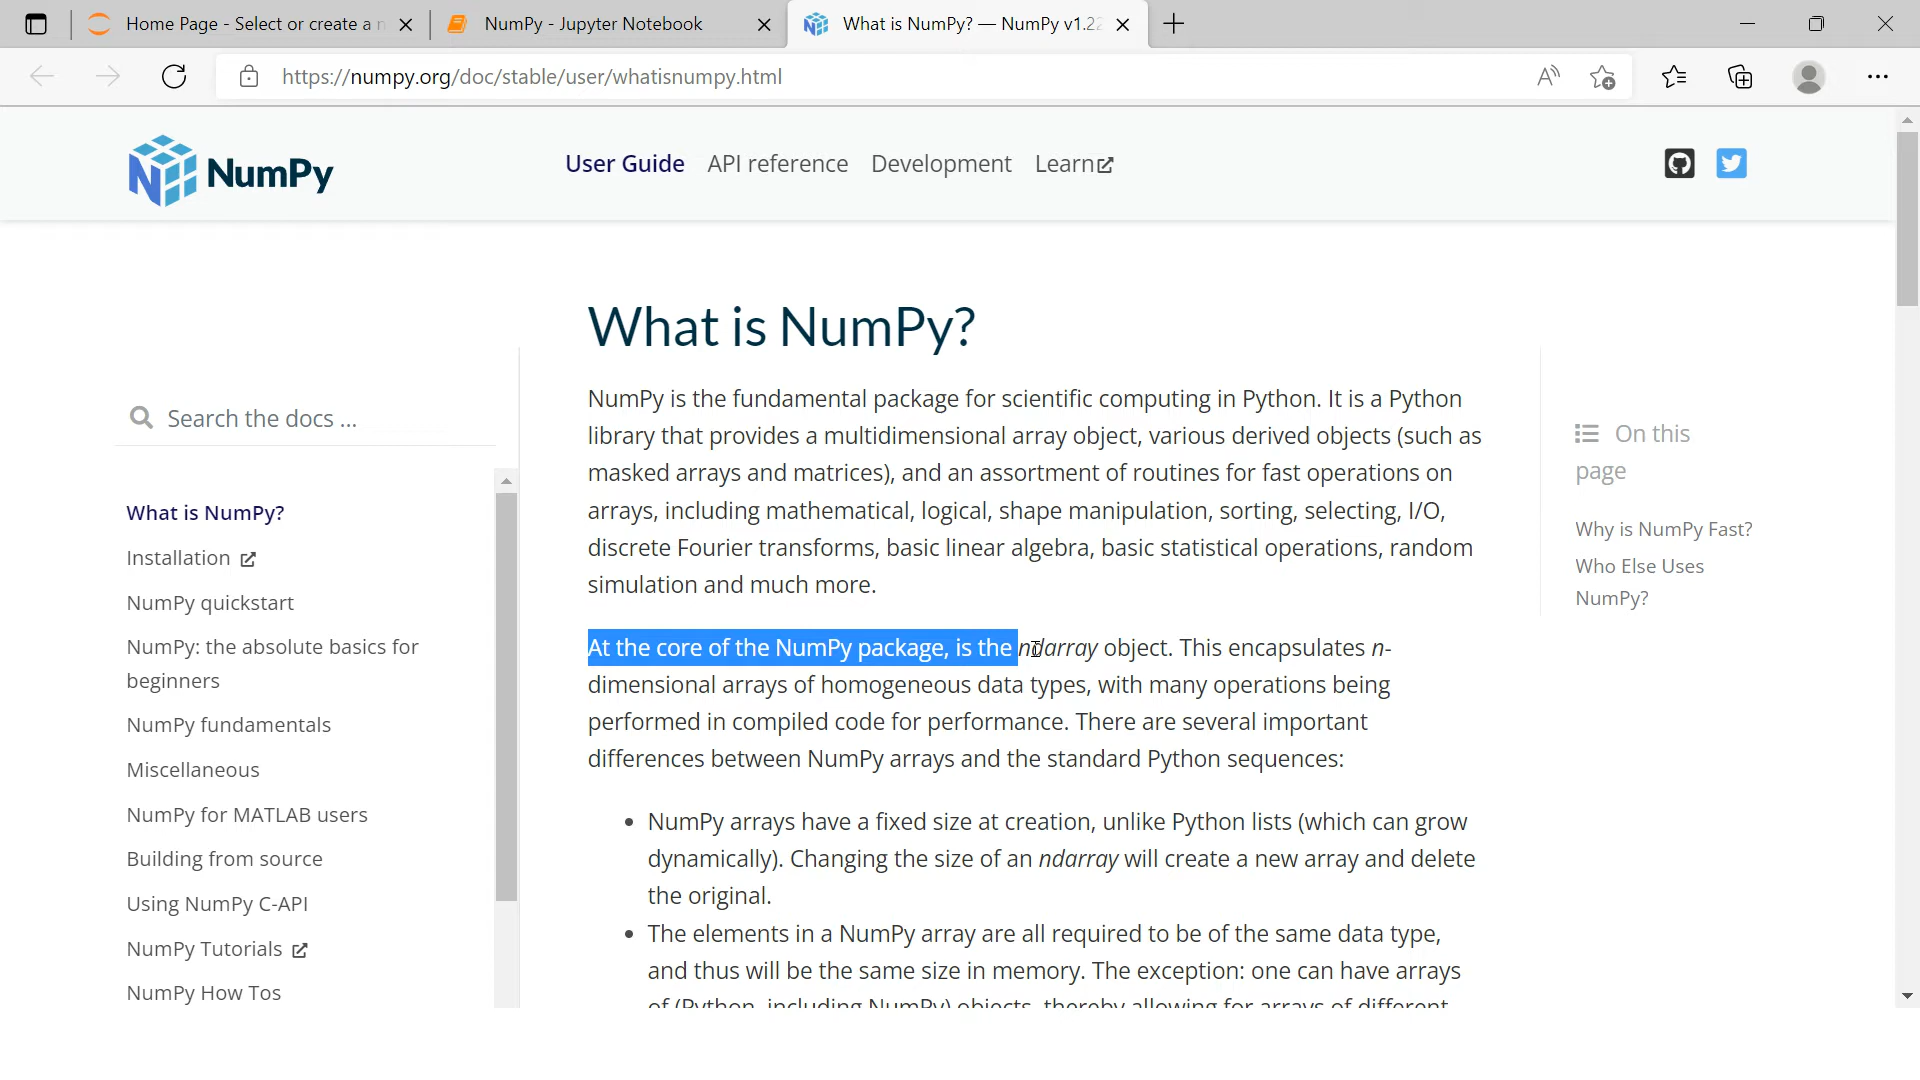 Home Page - Select or create a n
NumPy - Jupyter Notebook
What is NumPy? — NumPy v1.22
https://numpy.org/doc/stable/user/whatisnumpy.html
NumPy
User Guide
API reference
Development
Learn
What is NumPy?
NumPy is the fundamental package for scientific computing in Python. It is a Python
library that provides a multidimensional array object, various derived objects (such as
masked arrays and matrices), and an assortment of routines for fast operations on
arrays, including mathematical, logical, shape manipulation, sorting, selecting, I/O,
discrete Fourier transforms, basic linear algebra, basic statistical operations, random
simulation and much more.
At the core of the NumPy package, is the ndarray object. This encapsulates n-
dimensional arrays of homogeneous data types, with many operations being
performed in compiled code for performance. There are several important
differences between NumPy arrays and the standard Python sequences:
NumPy arrays have a fixed size at creation, unlike Python lists (which can grow
dynamically). Changing the size of an ndarray will create a new array and delete
the original.
The elements in a NumPy array are all required to be of the same data type,
and thus will be the same size in memory. The exception: one can have arrays
of (Python, including NumPy) objects, thereby allowing for arrays of different
Search the docs ...
What is NumPy?
Installation
NumPy quickstart
NumPy: the absolute basics for
beginners
NumPy fundamentals
Miscellaneous
NumPy for MATLAB users
Building from source
Using NumPy C-API
NumPy Tutorials
NumPy How Tos
On this
page
Why is NumPy Fast?
Who Else Uses
NumPy?